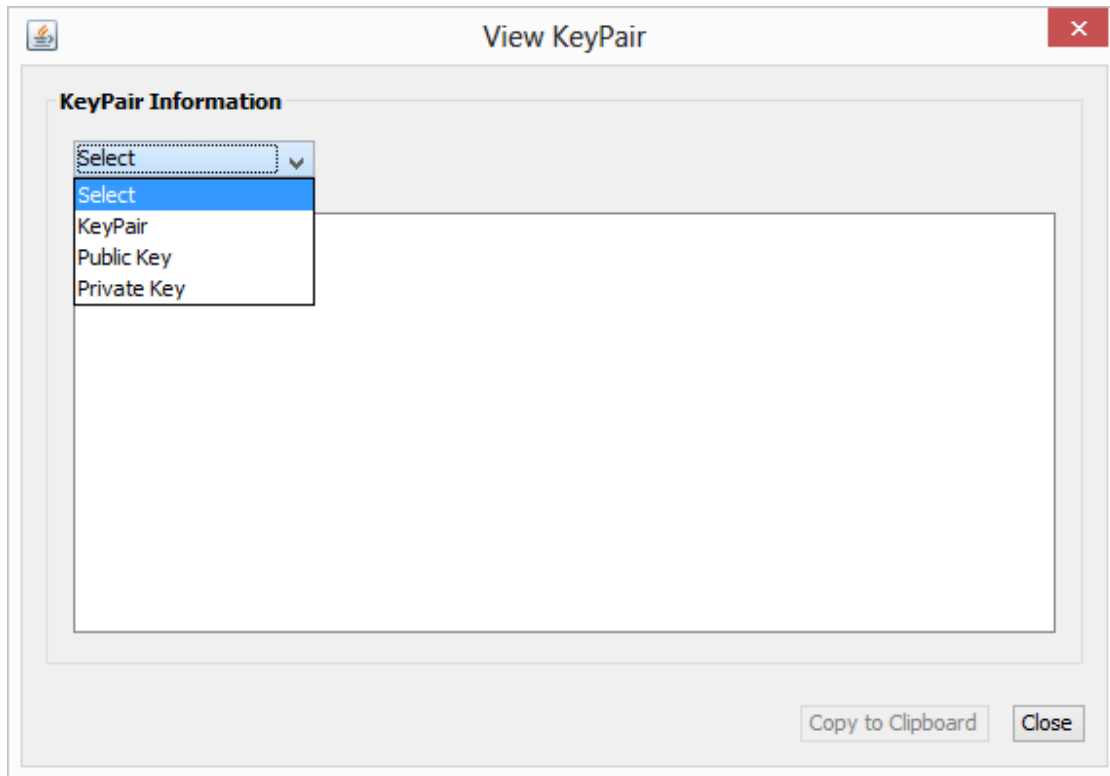 View KeyPair
KeyPair Information
Select
Select
KeyPair
Public Key
Private Key
Copy to Clipboard
Close